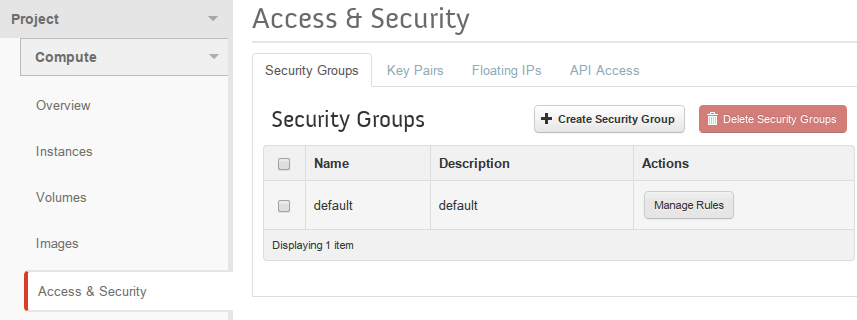 Project
Compute
Overview
Instances
Volumes
Images
Access & Security
Access & Security
Security Groups Key Pairs Floating IPs API Access
Security Groups
Create Security Group Delete Security Groups
Name Description Actions
default default Manage Rules
Displaying 1 item